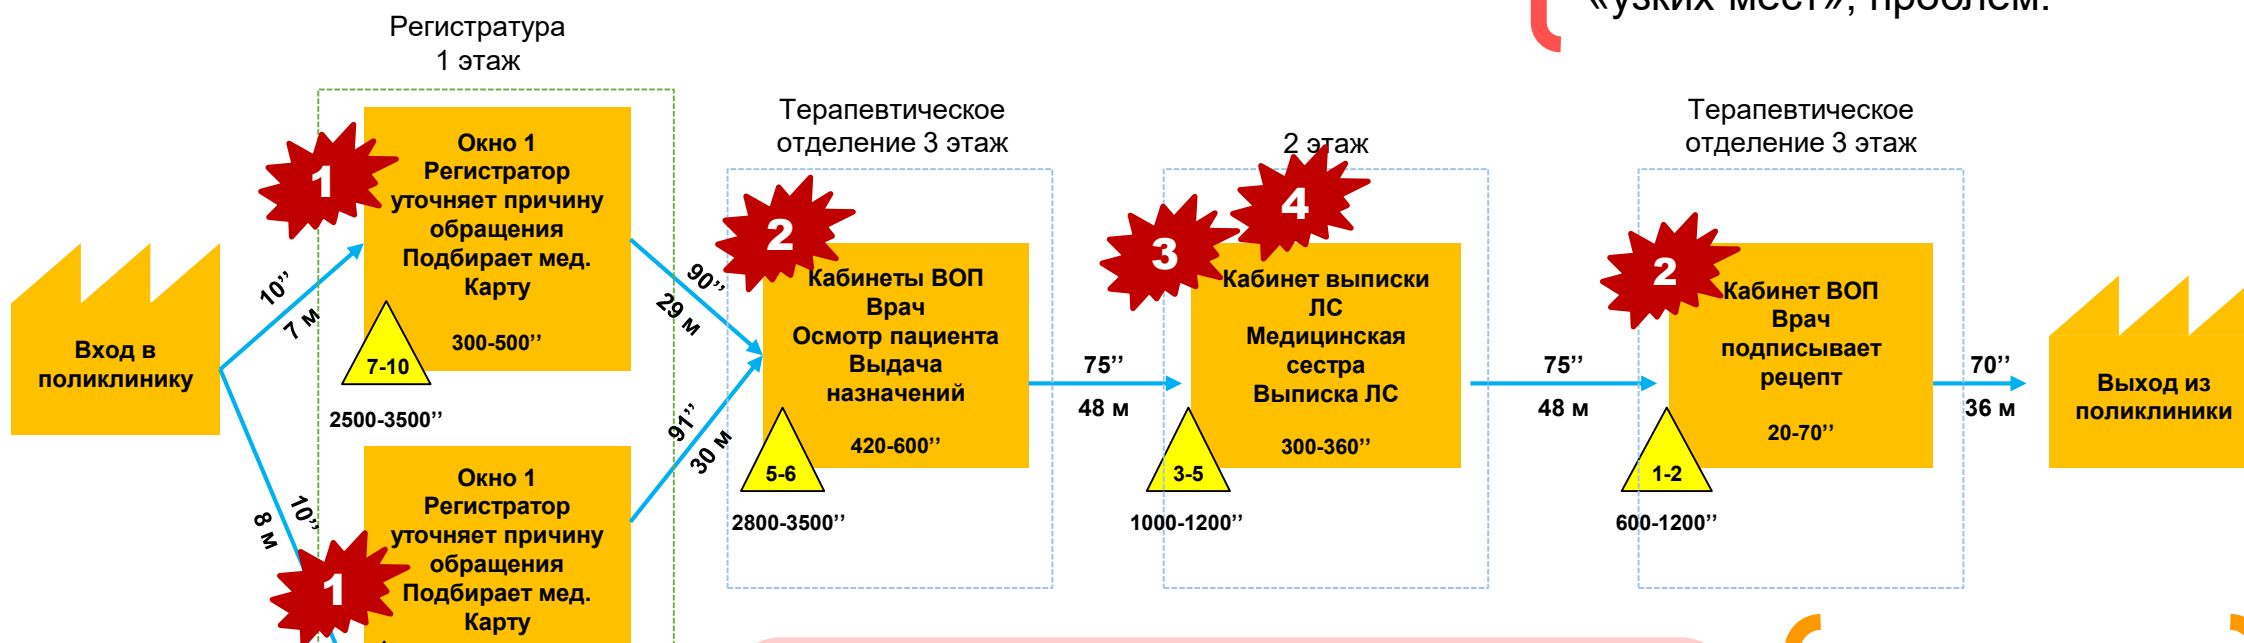 «узких мест», проблем.
Регистратура
1 этаж
Терапевтическое
отделение 3 этаж
2 этаж
Терапевтическое
отделение 3 этаж
Вход в
поликлинику
10’’
7 м
10’’
8 м
1
Окно 1
Регистратор
уточняет причину
обращения
Подбирает мед.
Карту
300-500’’
7-10
2500-3500’’
1
Окно 1
Регистратор
уточняет причину
обращения
Подбирает мед.
Карту
90’’
29 м
91’’
30 м
2
Кабинеты ВОП
Врач
Осмотр пациента
Выдача
назначений
420-600’’
5-6
2800-3500’’
75’’
48 м
3
4
Кабинет выписки
ЛС
Медицинская
сестра
Выписка ЛС
300-360’’
3-5
1000-1200’’
75’’
48 м
2
Кабинет ВОП
Врач
подписывает
рецепт
20-70’’
1-2
600-1200’’
70’’
36 м
Выход из
поликлиники